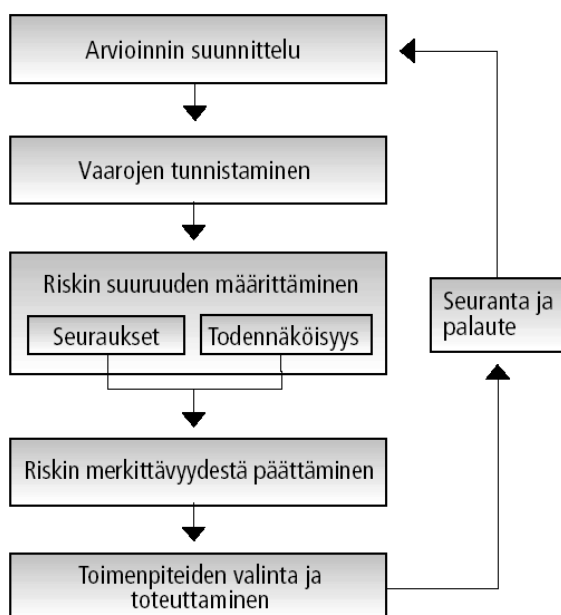 Arvioinnin suunnittelu
Vaarojen tunnistaminen
Riskin suuruuden määrittäminen
Seuraukset
Todennäköisyys
Riskin merkittävyydestä päättäminen
Toimenpiteiden valinta ja
toteuttaminen
Seuranta ja
palaute